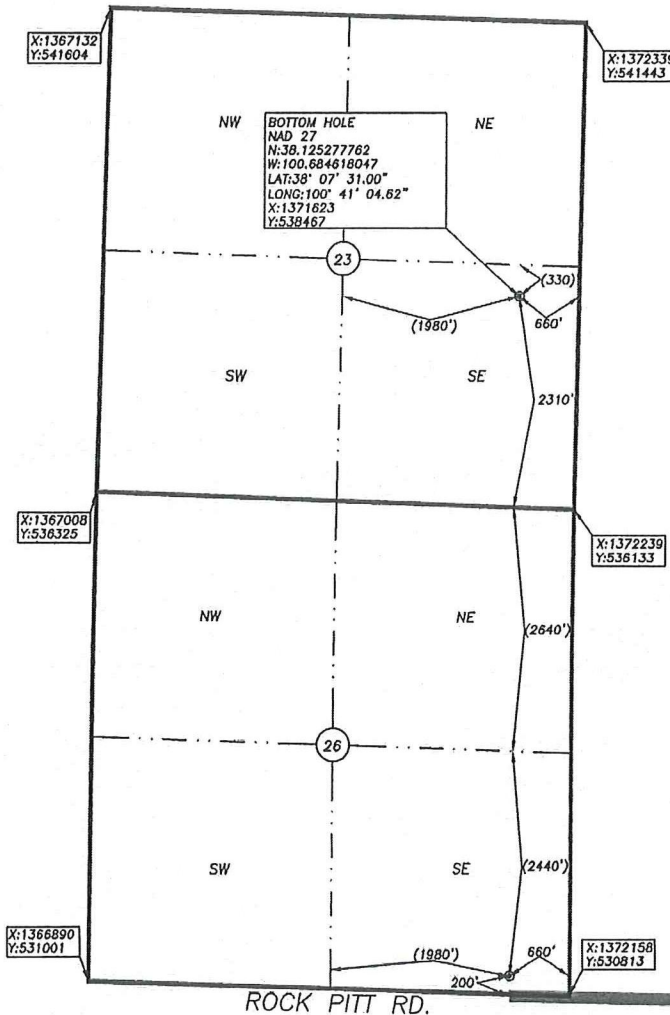 X:1367132
Y:541604
X:1372339
Y:541443
NW
NE
BOTTOM HOLE
NAD 27
N:38.125277762
W:100.684618047
LAT:38° 07' 31.00"
LONG:100° 41' 04.62"
X:1371623
Y:538467
23
(330)
(1980')
660'
SW
SE
2310'
X:1367008
Y:536325
X:1372239
Y:536133
NW
NE
(2640')
26
SW
SE
(2440')
X:1366890
Y:531001
(1980')
660'
X:1372158
Y:530813
200'
ROCK PITT RD.